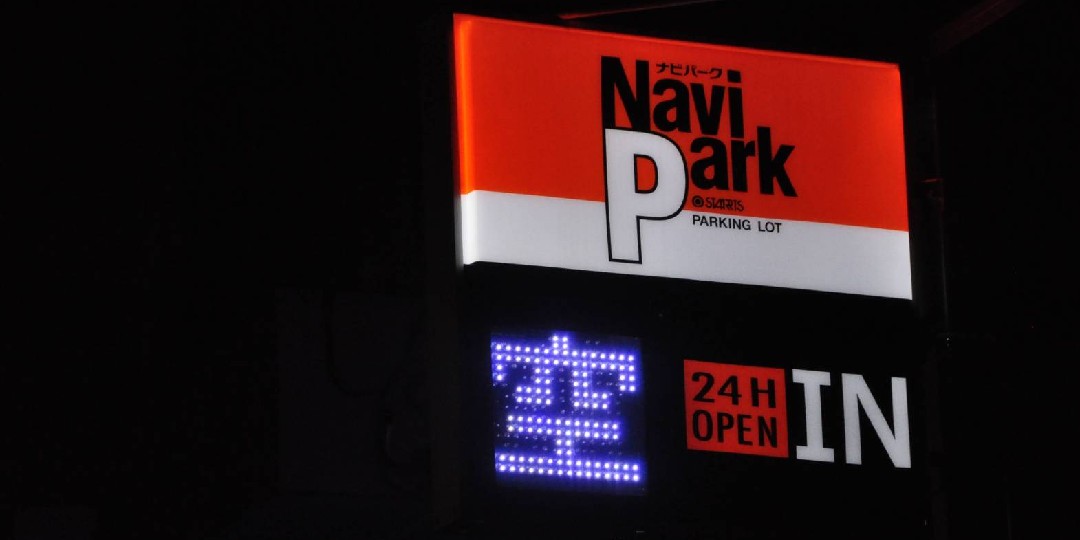 ナビパーク
Navi
Park
STARTS
PARKING LOT
空
24H
OPEN
IN